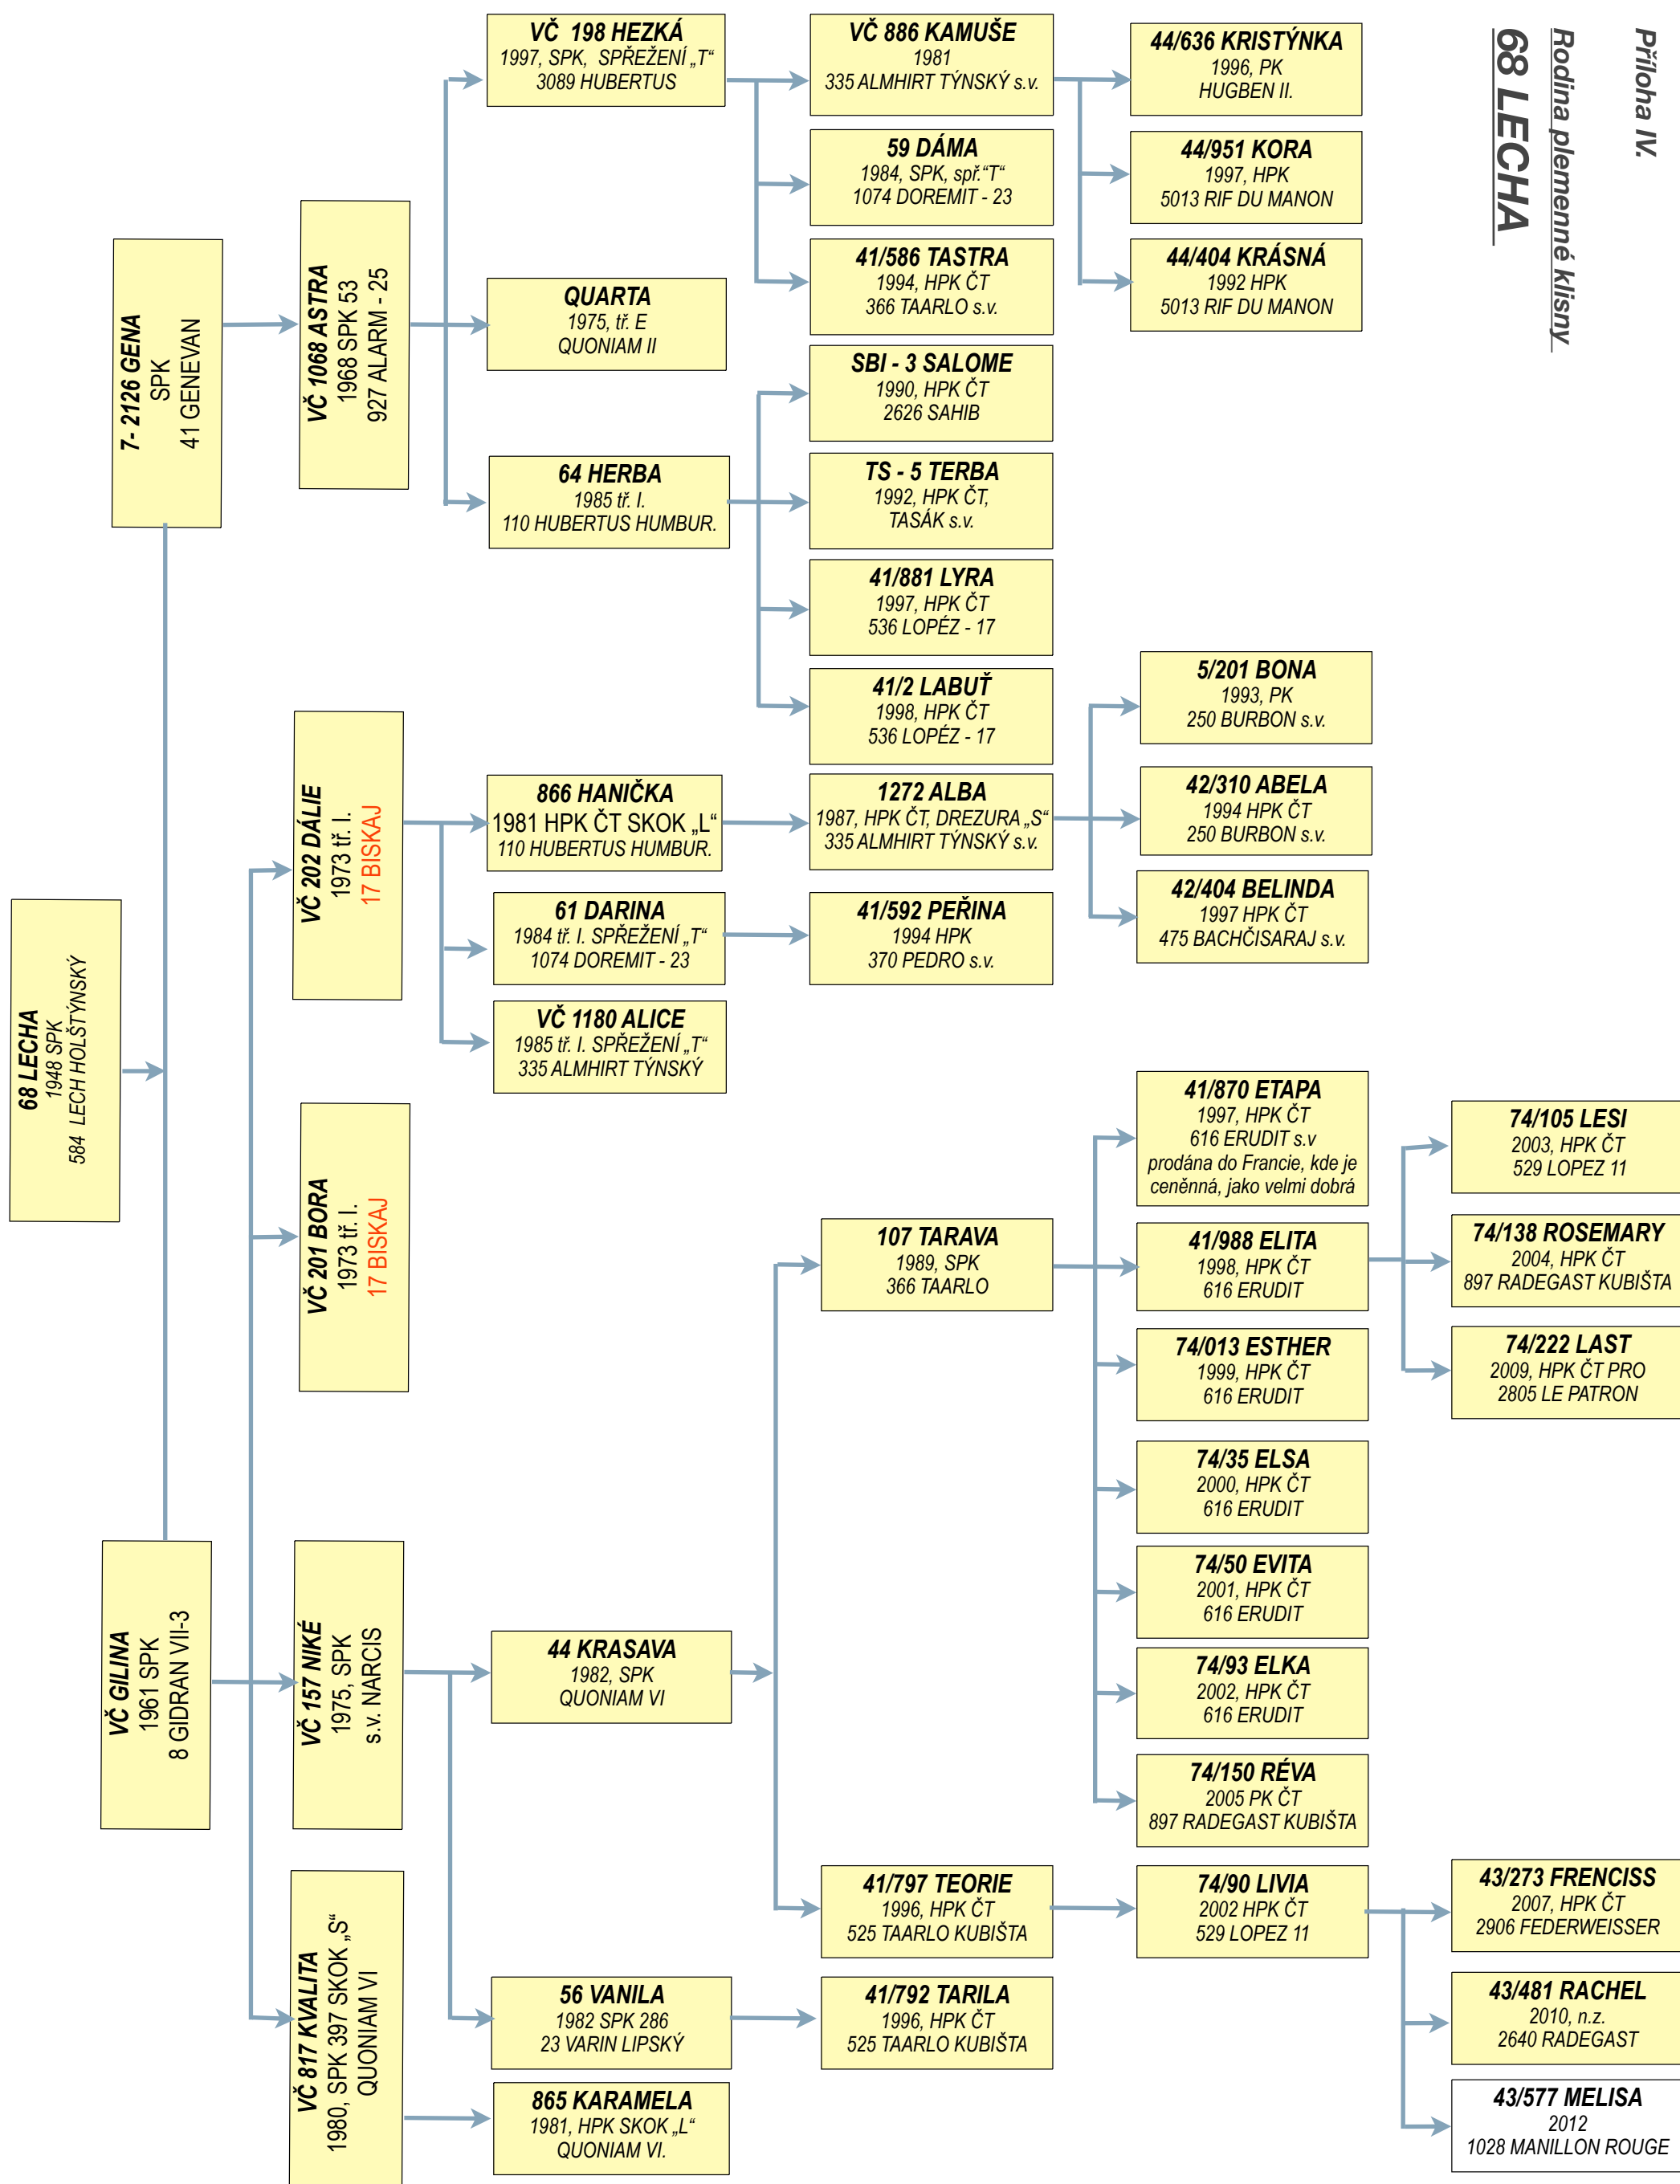 Příloha IV.
Rodina plemenné klisny
68 LECHA
68 LECHA
1948 SPK
584 LECH HOLŠTÝNSKÝ
7- 2126 GENA
SPK
41 GENEVAN
VČ GILINA
1961 SPK
8 GIDRAN VII-3
VČ 1068 ASTRA
1968 SPK 53
927 ALARM - 25
VČ 202 DÁLIE
1973 tř. I.
17 BISKAJ
VČ 201 BORA
1973 tř. I.
17 BISKAJ
VČ 157 NIKÉ
1975, SPK
s.v. NARCIS
VČ 817 KVALITA
1980, SPK 397 SKOK „S“
QUONIAM VI
VČ 198 HEZKÁ
1997, SPK, SPŘEŽENÍ „T“
3089 HUBERTUS
QUARTA
1975, tř. E
QUONIAM II
64 HERBA
1985 tř. I.
110 HUBERTUS HUMBUR.
866 HANIČKA
1981 HPK ČT SKOK „L“
110 HUBERTUS HUMBUR.
61 DARINA
1984 tř. I. SPŘEŽENÍ „T“
1074 DOREMIT - 23
VČ 1180 ALICE
1985 tř. I. SPŘEŽENÍ „T“
335 ALMHIRT TÝNSKÝ
44 KRASAVA
1982, SPK
QUONIAM VI
56 VANILA
1982 SPK 286
23 VARIN LIPSKÝ
865 KARAMELA
1981, HPK SKOK „L“
QUONIAM VI.
VČ 886 KAMUŠE
1981
335 ALMHIRT TÝNSKÝ s.v.
59 DÁMA
1984, SPK, spř.“T“
1074 DOREMIT - 23
41/586 TASTRA
1994, HPK ČT
366 TAARLO s.v.
SBI - 3 SALOME
1990, HPK ČT
2626 SAHIB
TS - 5 TERBA
1992, HPK ČT,
TASÁK s.v.
41/881 LYRA
1997, HPK ČT
536 LOPÉZ - 17
41/2 LABUŤ
1998, HPK ČT
536 LOPÉZ - 17
1272 ALBA
1987, HPK ČT, DREZURA „S“
335 ALMHIRT TÝNSKÝ s.v.
41/592 PEŘINA
1994 HPK
370 PEDRO s.v.
107 TARAVA
1989, SPK
366 TAARLO
41/797 TEORIE
1996, HPK ČT
525 TAARLO KUBIŠTA
41/792 TARILA
1996, HPK ČT
525 TAARLO KUBIŠTA
44/636 KRISTÝNKA
1996, PK
HUGBEN II.
44/951 KORA
1997, HPK
5013 RIF DU MANON
44/404 KRÁSNÁ
1992 HPK
5013 RIF DU MANON
5/201 BONA
1993, PK
250 BURBON s.v.
42/310 ABELA
1994 HPK ČT
250 BURBON s.v.
42/404 BELINDA
1997 HPK ČT
475 BACHČISARAJ s.v.
41/870 ETAPA
1997, HPK ČT
616 ERUDIT s.v
prodána do Francie, kde je
ceněnná, jako velmi dobrá
41/988 ELITA
1998, HPK ČT
616 ERUDIT
74/013 ESTHER
1999, HPK ČT
616 ERUDIT
74/35 ELSA
2000, HPK ČT
616 ERUDIT
74/50 EVITA
2001, HPK ČT
616 ERUDIT
74/93 ELKA
2002, HPK ČT
616 ERUDIT
74/150 RÉVA
2005 PK ČT
897 RADEGAST KUBIŠTA
74/90 LIVIA
2002 HPK ČT
529 LOPEZ 11
74/105 LESI
2003, HPK ČT
529 LOPEZ 11
74/138 ROSEMARY
2004, HPK ČT
897 RADEGAST KUBIŠTA
74/222 LAST
2009, HPK ČT PRO
2805 LE PATRON
43/273 FRENCISS
2007, HPK ČT
2906 FEDERWEISSER
43/481 RACHEL
2010, n.z.
2640 RADEGAST
43/577 MELISA
2012
1028 MANILLON ROUGE